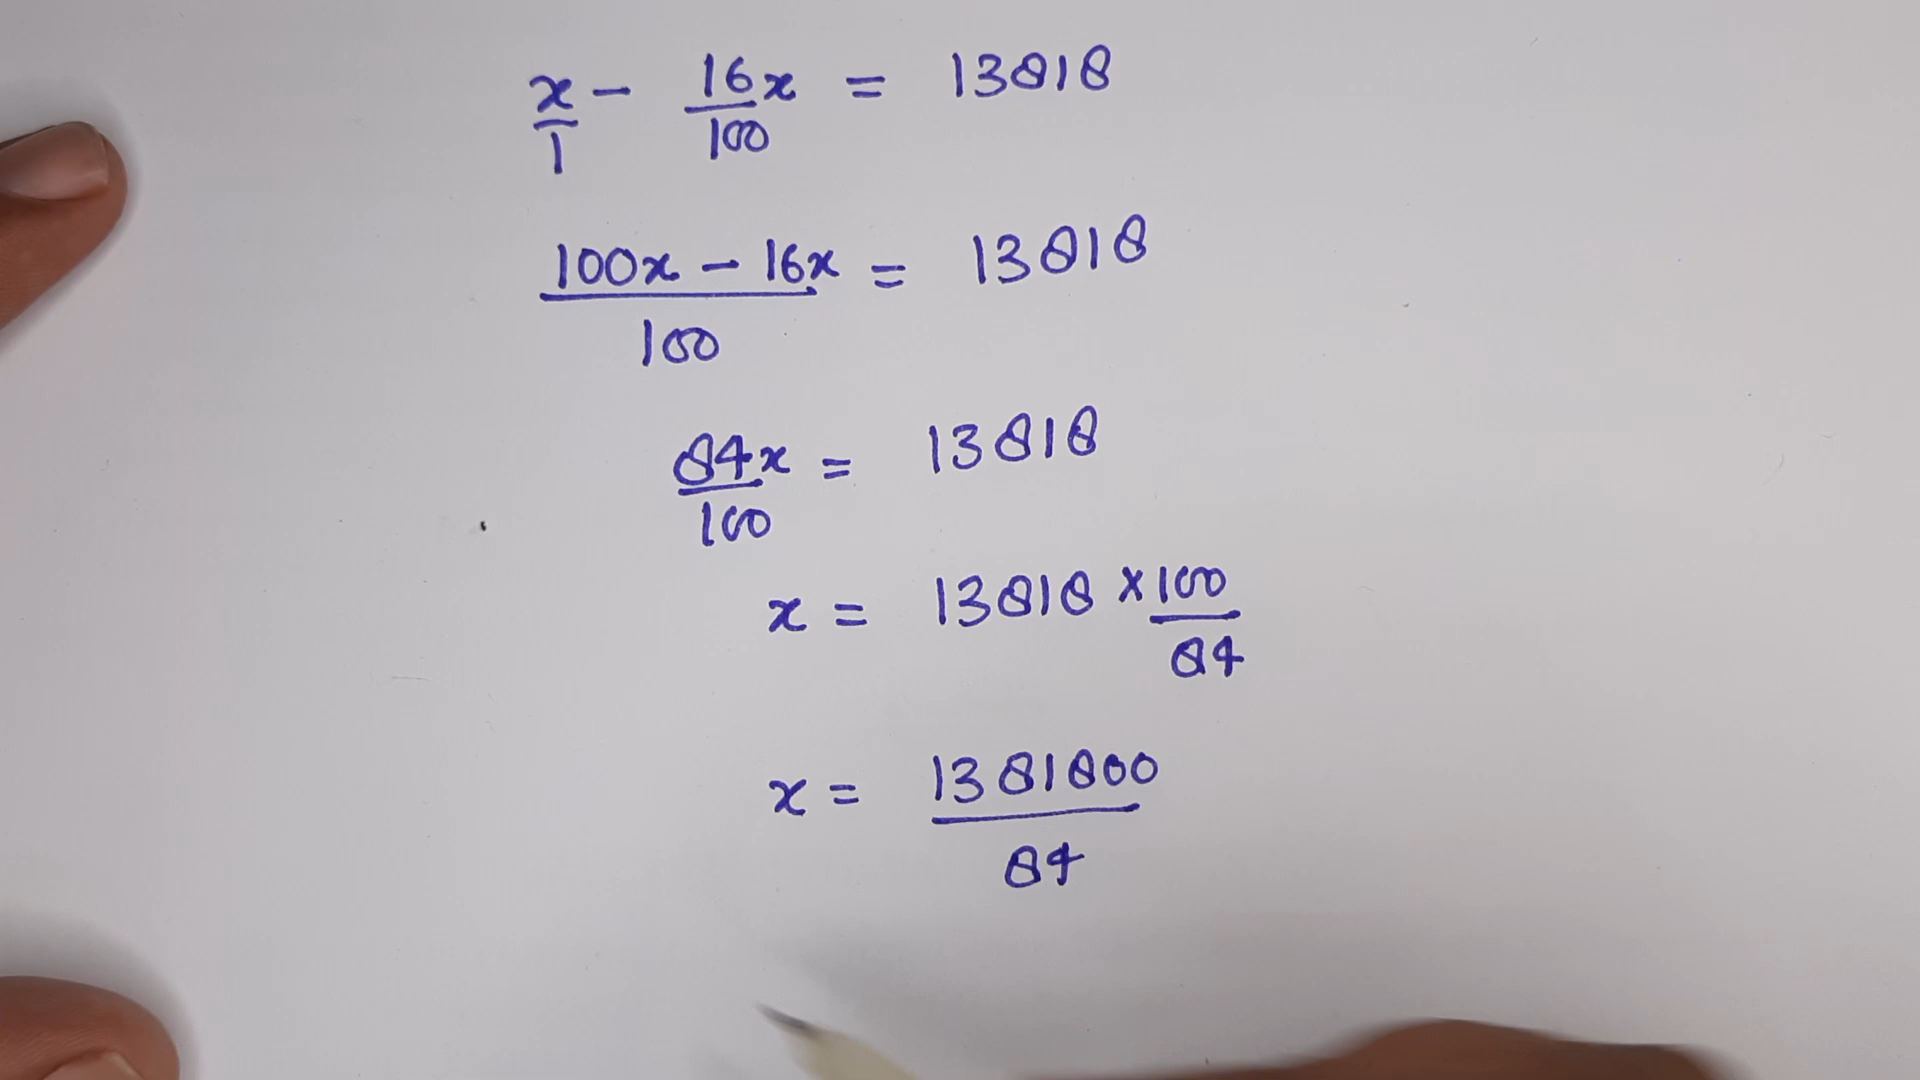 x/1 - 16x/100 = 13818
(100x - 16x)/100 = 13818
84x/100 = 13818
x = 13818 × 100/84
x = 1381800/84